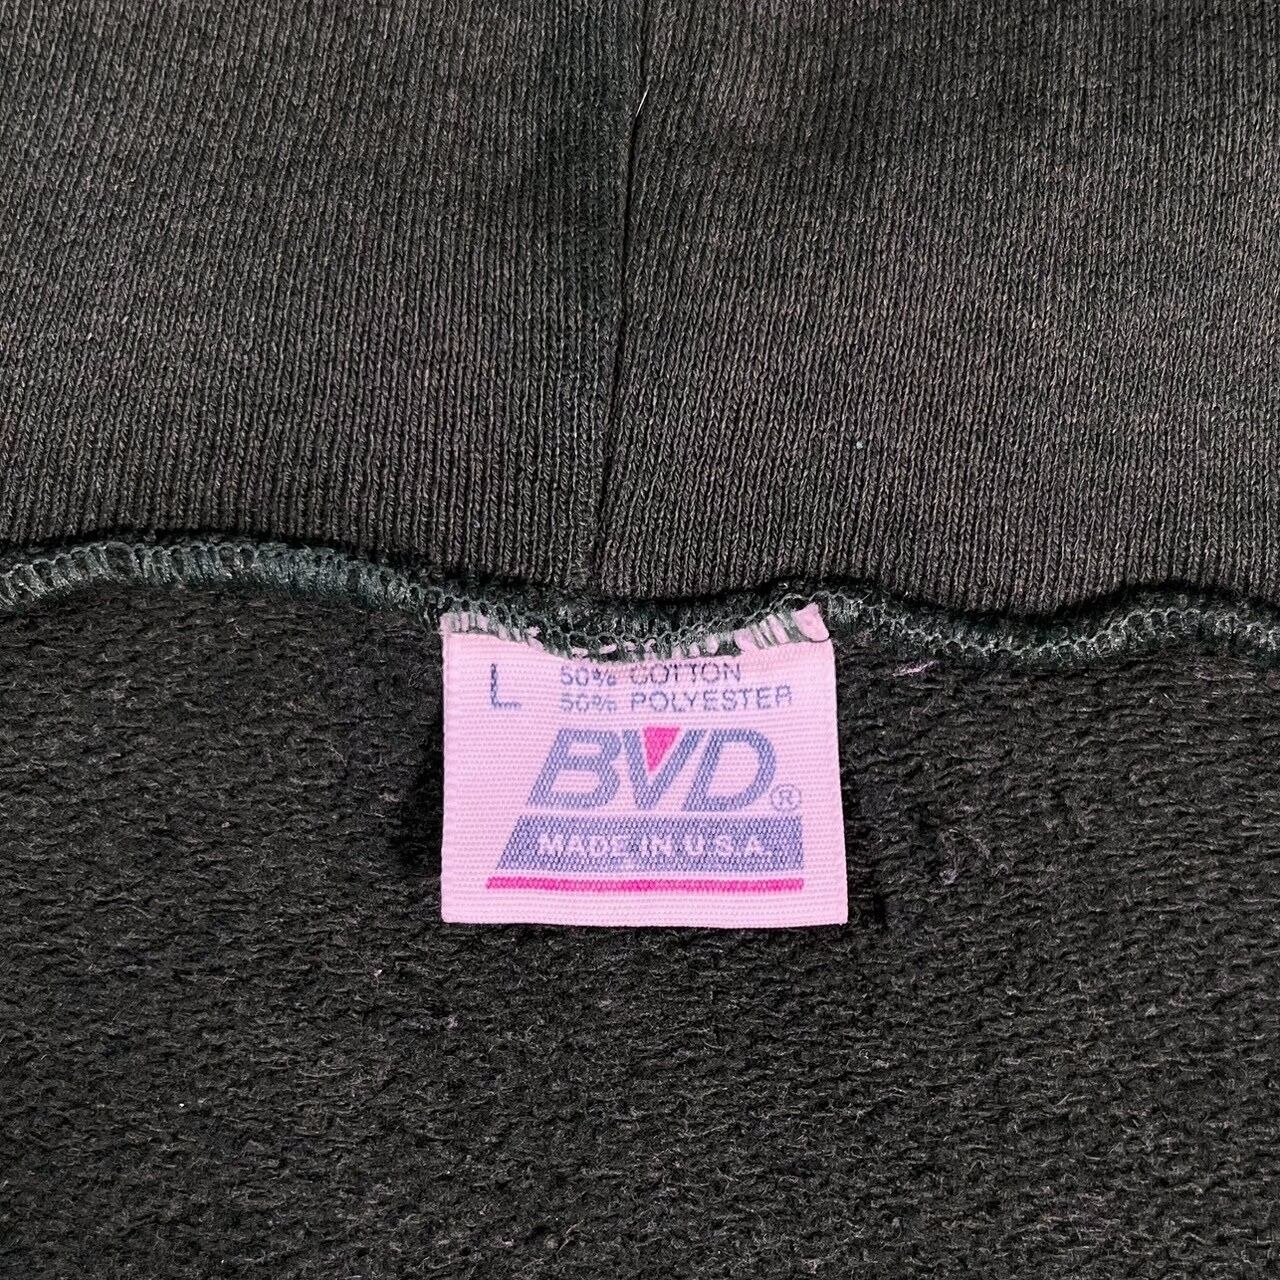 L 50% COTTON
50% POLYESTER
BVD®
MADE IN U.S.A.